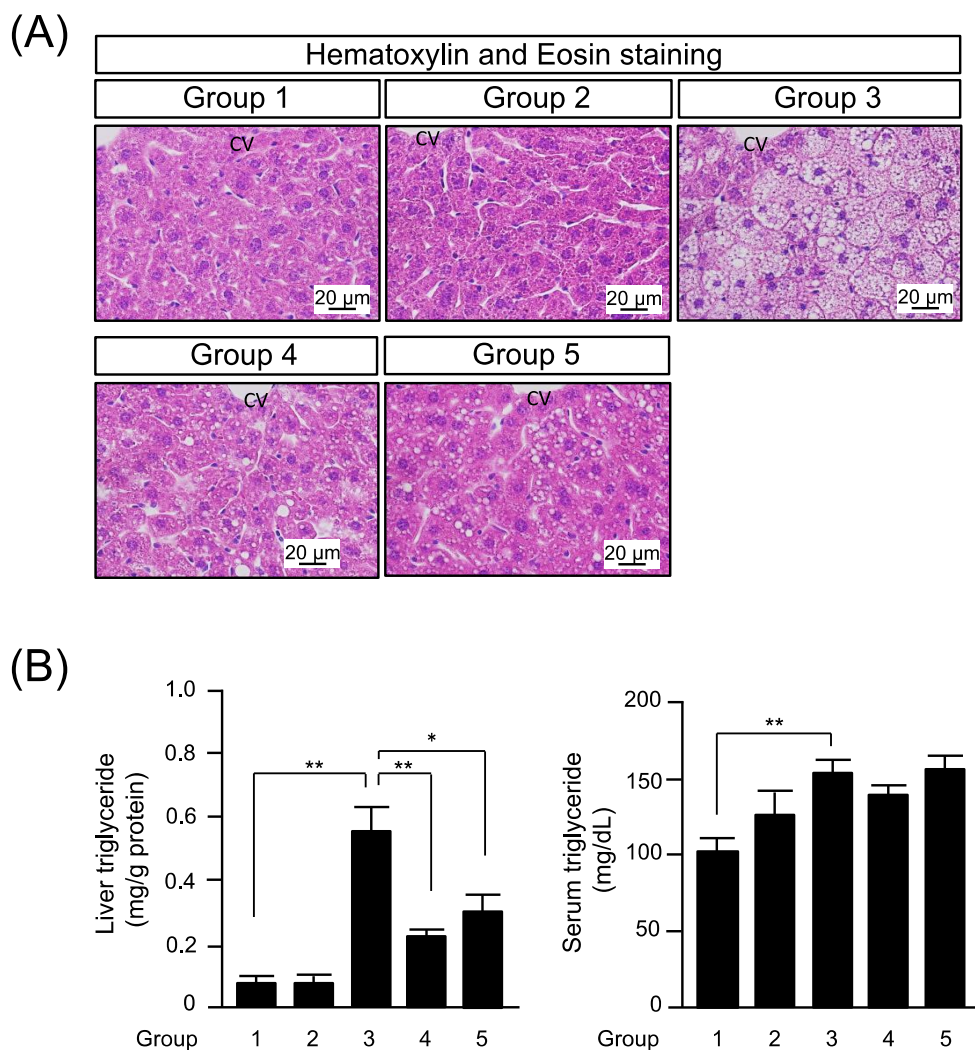 (A)
Hematoxylin and Eosin staining
Group 1 Group 2 Group 3
CV CV CV
20 µm 20 µm 20 µm
Group 4 Group 5
CV CV
20 µm 20 µm
(B)
Liver triglyceride
(mg/g protein)
1.0
0.8
0.6
0.4
0.2
0
** ** *
Group 1 2 3 4 5
Serum triglyceride
(mg/dL)
200
150
100
50
0
**
Group 1 2 3 4 5